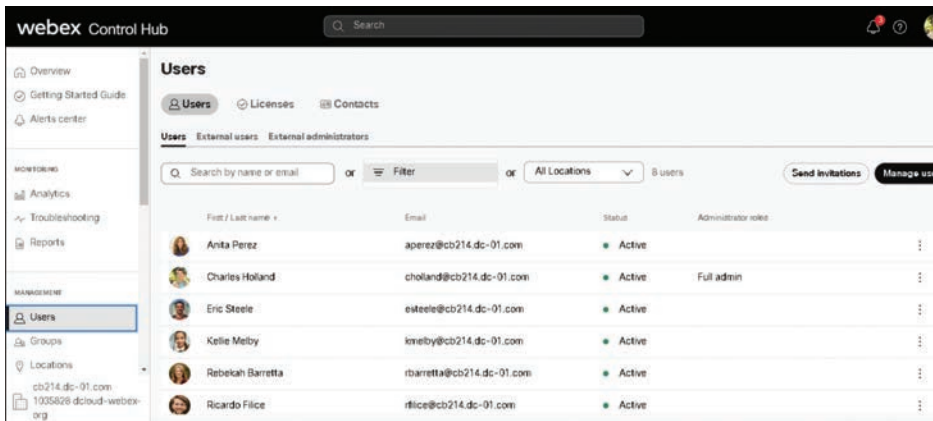 webex Control Hub
Search
3
Overview
Getting Started Guide
Alerts center
MONITORING
Analytics
Troubleshooting
Reports
MANAGEMENT
Users
Groups
Locations
cb214.dc-01.com
1035828 dcloud-webex-
org
Users
Users Licenses Contacts
Users External users External administrators
Search by name or email or Filter or All Locations 8 users Send invitations Manage use
First / Last name Email Status Administrator roles
Anita Perez aperez@cb214.dc-01.com Active
Charles Holland cholland@cb214.dc-01.com Active Full admin
Eric Steele esteele@cb214.dc-01.com Active
Kellie Melby kmelby@cb214.dc-01.com Active
Rebekah Barretta rbarretta@cb214.dc-01.com Active
Ricardo Filice rfilice@cb214.dc-01.com Active